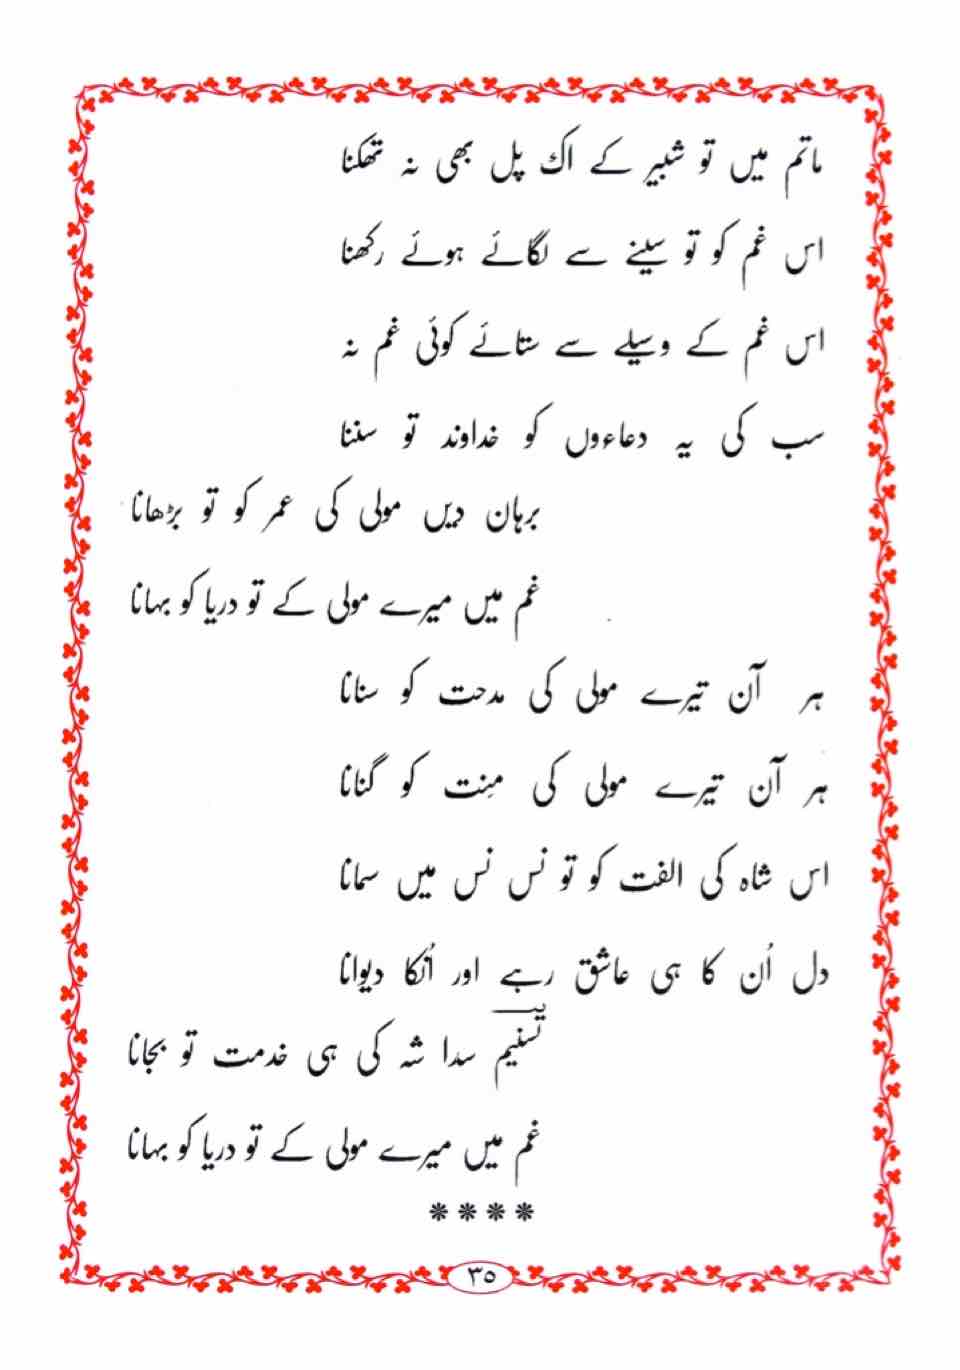 ماتم میں تو شبیر کے اک پل بھی نہ تھکنا
اس غم کو تو سینے سے لگائے ہوئے رکھنا
اس غم کے وسیلے سے ستائے کوئی غم نہ
سب کی یہ دعاءوں کو خداوند تو سننا
برہان دیں مولی کی عمر کو تو بڑھانا
غم میں میرے مولی کے تو دریا کو بہانا
ہر آن تیرے مولی کی مدحت کو سنانا
ہر آن تیرے مولی کی مِنت کو گنانا
اس شاہ کی الفت کو تو نس نس میں سمانا
دل اُن کا ہی عاشق رہے اور اُنکا دیوانا
تسنیم سدا شہ کی ہی خدمت تو بجانا
غم میں میرے مولی کے تو دریا کو بہانا
****
٣٥